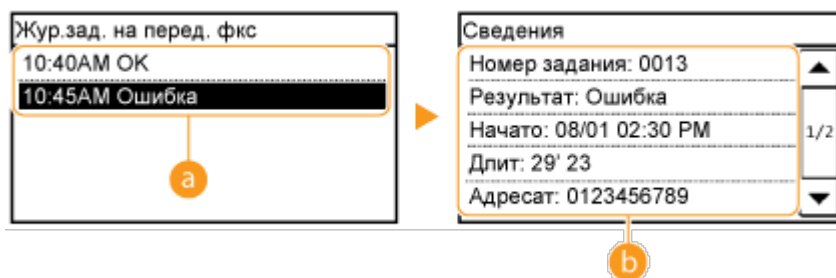 Жур.зад. на перед. фкс
10:40AM ОК
10:45AM Ошибка
a
Сведения
Номер задания: 0013
Результат: Ошибка
Начато: 08/01 02:30 PM
Длит: 29' 23
Адресат: 0123456789
1/2
b